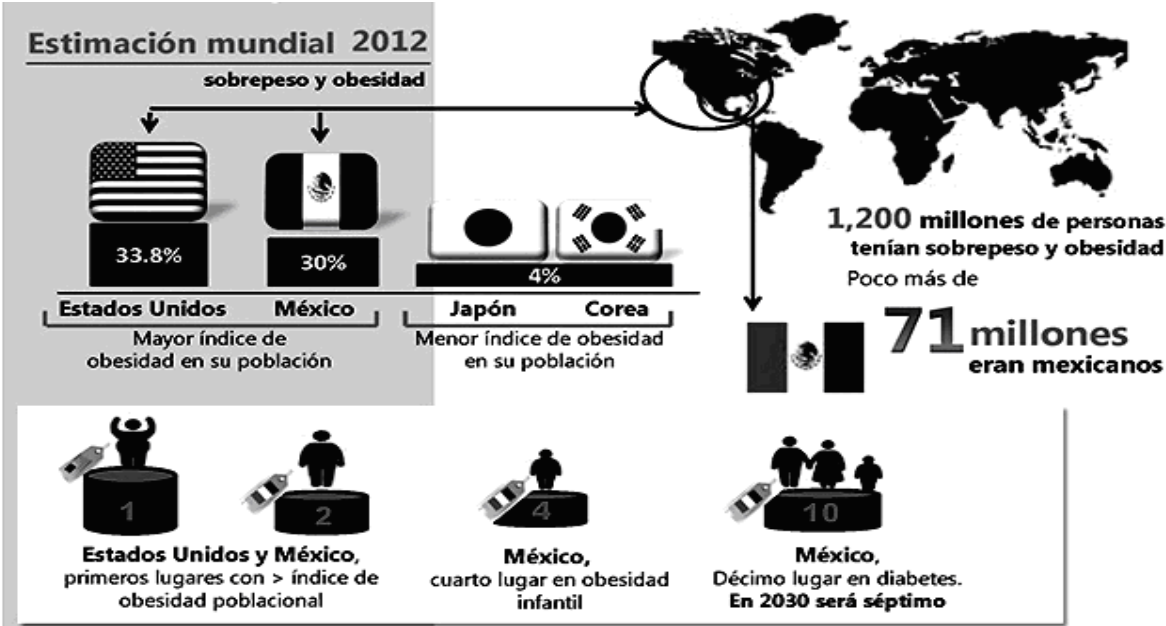 Estimación mundial 2012
sobrepeso y obesidad
33.8%
30%
4%
Estados Unidos
México
Japón
Corea
Mayor índice de
obesidad en su población
Menor índice de obesidad
en su población
1,200 millones de personas
tenían sobrepeso y obesidad
Poco más de
71 millones
eran mexicanos
1
2
4
10
Estados Unidos y México,
primeros lugares con > índice de
obesidad poblacional
México,
cuarto lugar en obesidad
infantil
México,
Décimo lugar en diabetes.
En 2030 será séptimo